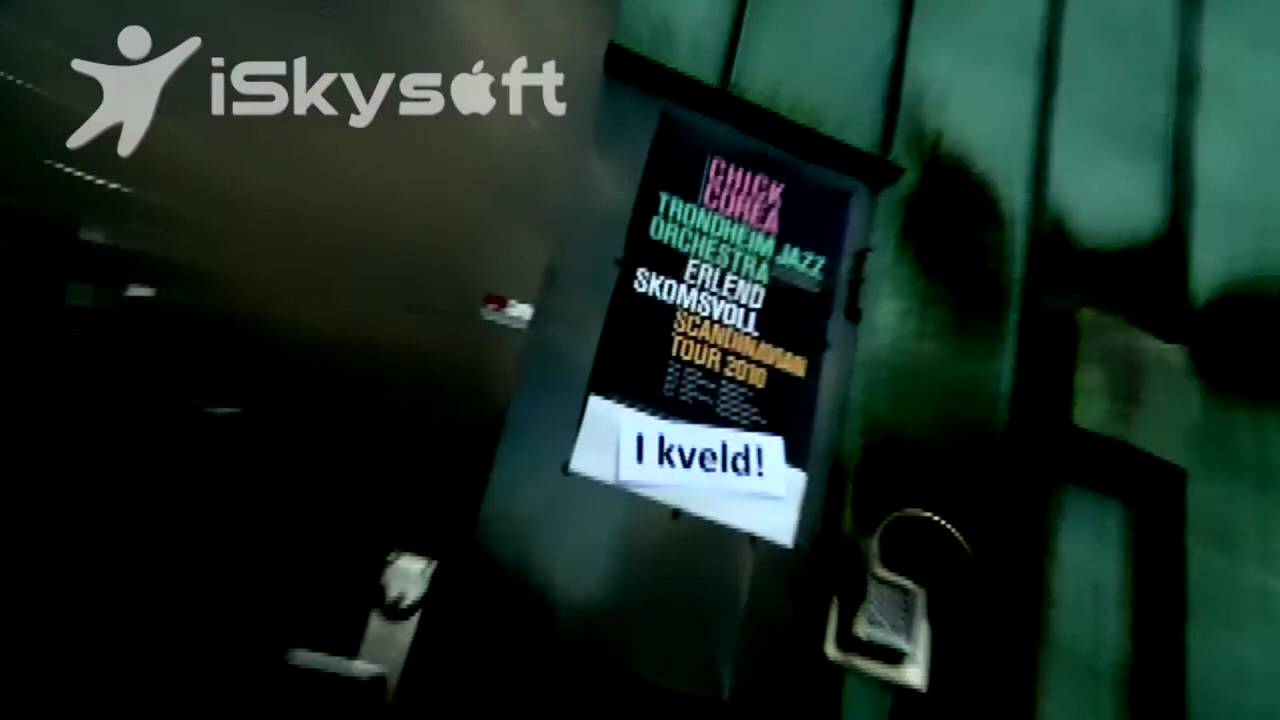 iSkysoft
CHICK
COREA
TRONDHEIM JAZZ
ORCHESTRA
ERLEND
SKOMSVOLL
SCANDINAVIAN
TOUR 2010
I kveld!